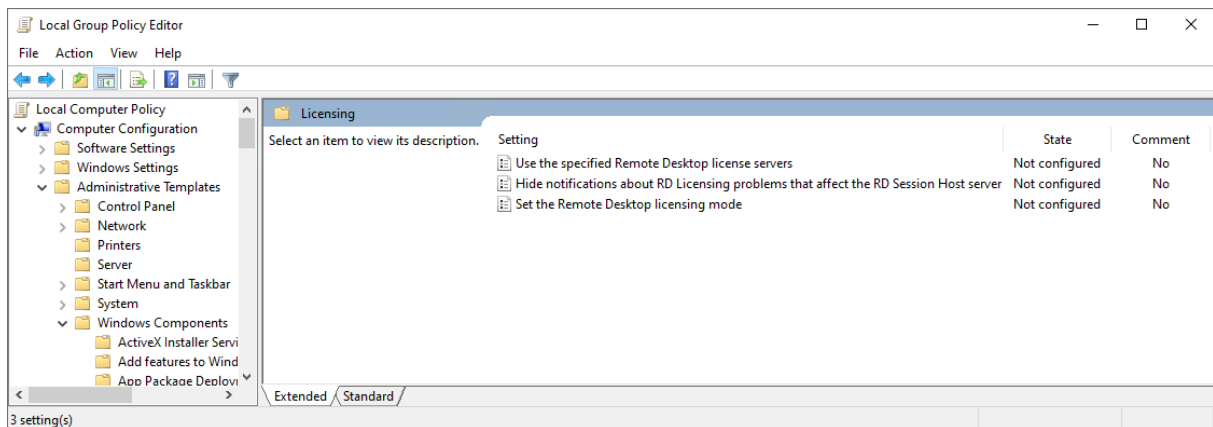 Local Group Policy Editor
File Action View Help
Local Computer Policy
Computer Configuration
Software Settings
Windows Settings
Administrative Templates
Control Panel
Network
Printers
Server
Start Menu and Taskbar
System
Windows Components
ActiveX Installer Servi
Add features to Wind
App Package Deploy
Licensing
Select an item to view its description.
Setting State Comment
Use the specified Remote Desktop license servers Not configured No
Hide notifications about RD Licensing problems that affect the RD Session Host server Not configured No
Set the Remote Desktop licensing mode Not configured No
Extended Standard
3 setting(s)